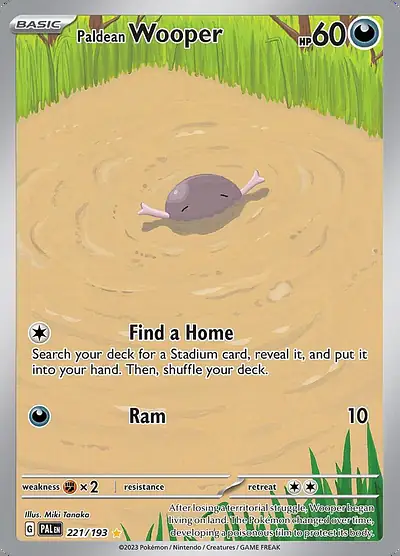 BASIC
Paldean Wooper HP 60
Find a Home
Search your deck for a Stadium card, reveal it, and put it
into your hand. Then, shuffle your deck.
Ram 10
weakness × 2 resistance retreat
Illus. Miki Tanaka
G PAL EN 221/193
After losing a territorial struggle, Wooper began
living on land. The Pokémon changed over time,
developing a poisonous film to protect its body.
©2023 Pokémon / Nintendo / Creatures / GAME FREAK